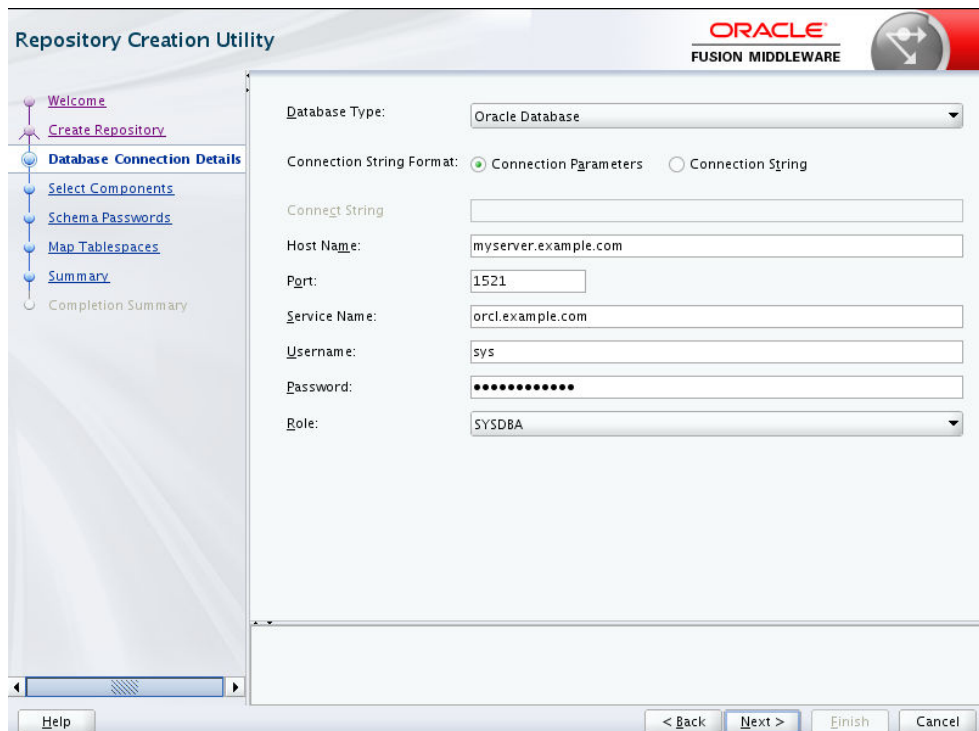 Repository Creation Utility
ORACLE
FUSION MIDDLEWARE
Welcome
Create Repository
Database Connection Details
Select Components
Schema Passwords
Map Tablespaces
Summary
Completion Summary
Database Type: Oracle Database
Connection String Format: Connection Parameters Connection String
Connect String
Host Name: myserver.example.com
Port: 1521
Service Name: orcl.example.com
Username: sys
Password: ••••••••••••
Role: SYSDBA
Help < Back Next > Finish Cancel